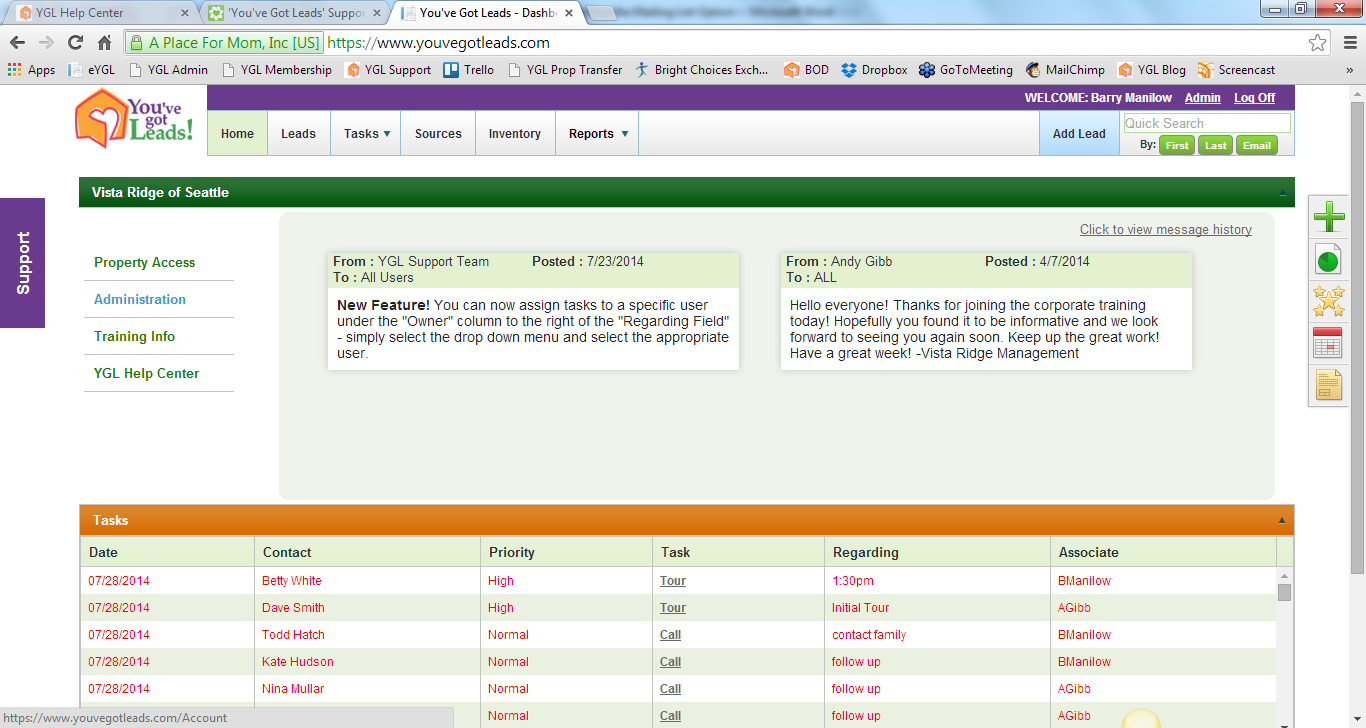 YGL Help Center
'You've Got Leads' Suppor
You've Got Leads - Dashb
A Place For Mom, Inc [US] https://www.youvegotleads.com
Apps eYGL YGL Admin YGL Membership YGL Support Trello YGL Prop Transfer Bright Choices Exch... BOD Dropbox GoToMeeting MailChimp YGL Blog Screencast »
You've got Leads!
WELCOME: Barry Manilow Admin Log Off
Home Leads Tasks Sources Inventory Reports Add Lead
Quick Search
By: First Last Email
Vista Ridge of Seattle
Support
Property Access
Administration
Training Info
YGL Help Center
Click to view message history
From : YGL Support Team Posted : 7/23/2014
To : All Users
New Feature! You can now assign tasks to a specific user
under the "Owner" column to the right of the "Regarding Field"
- simply select the drop down menu and select the appropriate
user.
From : Andy Gibb Posted : 4/7/2014
To : ALL
Hello everyone! Thanks for joining the corporate training
today! Hopefully you found it to be informative and we look
forward to seeing you again soon. Keep up the great work!
Have a great week! -Vista Ridge Management
Tasks
Date Contact Priority Task Regarding Associate
07/28/2014 Betty White High Tour 1:30pm BManilow
07/28/2014 Dave Smith High Tour Initial Tour AGibb
07/28/2014 Todd Hatch Normal Call contact family BManilow
07/28/2014 Kate Hudson Normal Call follow up BManilow
07/28/2014 Nina Mullar Normal Call follow up AGibb
Normal Call follow up AGibb
https://www.youvegotleads.com/Account